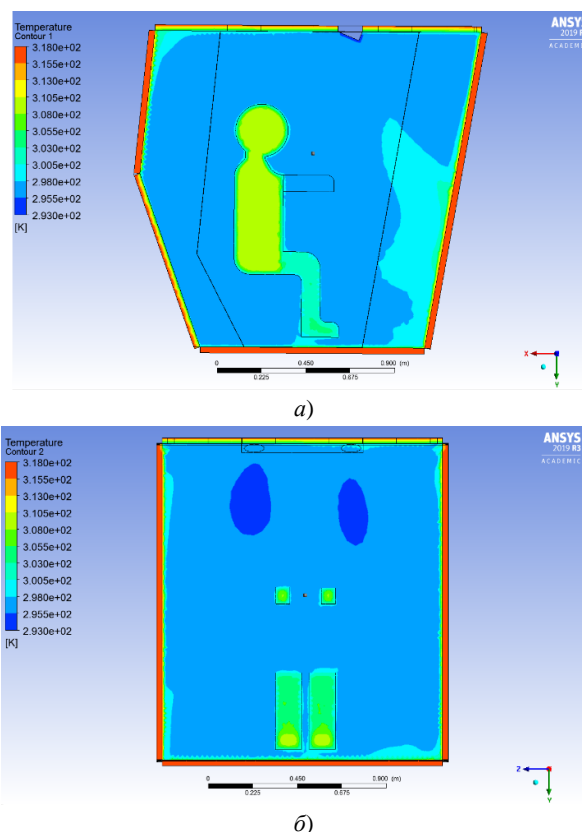 Temperature
Contour 1
3.180e+02
3.155e+02
3.130e+02
3.105e+02
3.080e+02
3.055e+02
3.030e+02
3.005e+02
2.980e+02
2.955e+02
2.930e+02
[K]
ANSYS
2019 R
ACADEMIC
0 0.450 0.900 (m)
0.225 0.675
X
Y
а)
Temperature
Contour 2
3.180e+02
3.155e+02
3.130e+02
3.105e+02
3.080e+02
3.055e+02
3.030e+02
3.005e+02
2.980e+02
2.955e+02
2.930e+02
[K]
ANSYS
2019 R3
ACADEMIC
0 0.450 0.900 (m)
0.225 0.675
Z
Y
б)